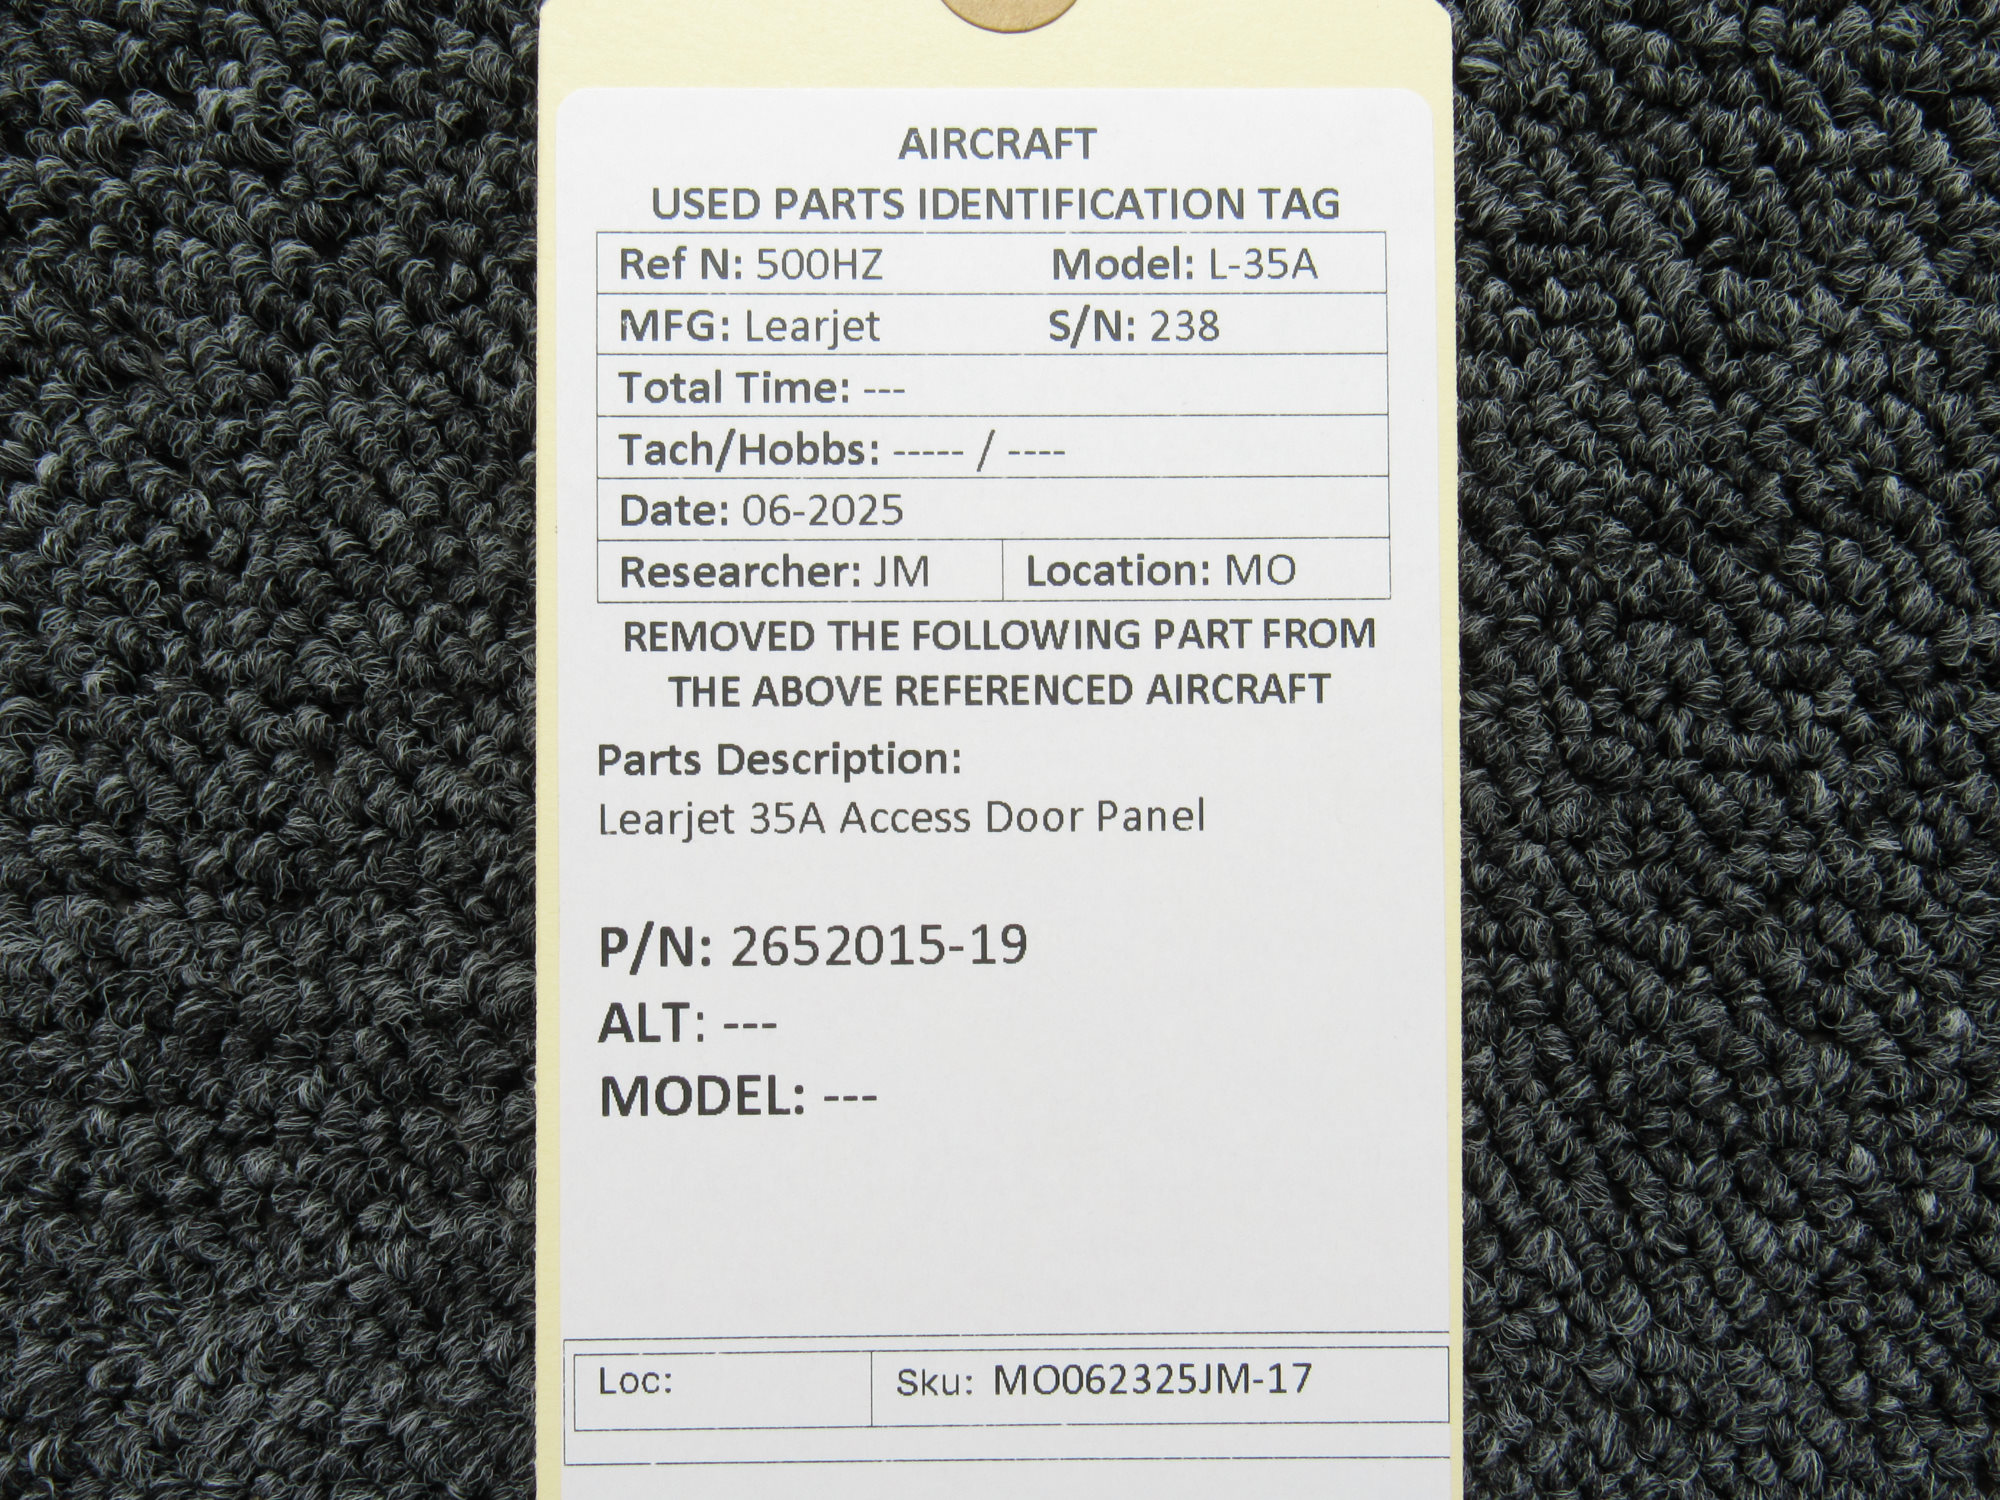 AIRCRAFT
USED PARTS IDENTIFICATION TAG
Ref N: 500HZ Model: L-35A
MFG: Learjet S/N: 238
Total Time: ---
Tach/Hobbs: ----- / ----
Date: 06-2025
Researcher: JM Location: MO
REMOVED THE FOLLOWING PART FROM
THE ABOVE REFERENCED AIRCRAFT
Parts Description:
Learjet 35A Access Door Panel
P/N: 2652015-19
ALT: ---
MODEL: ---
Loc: Sku: MO062325JM-17